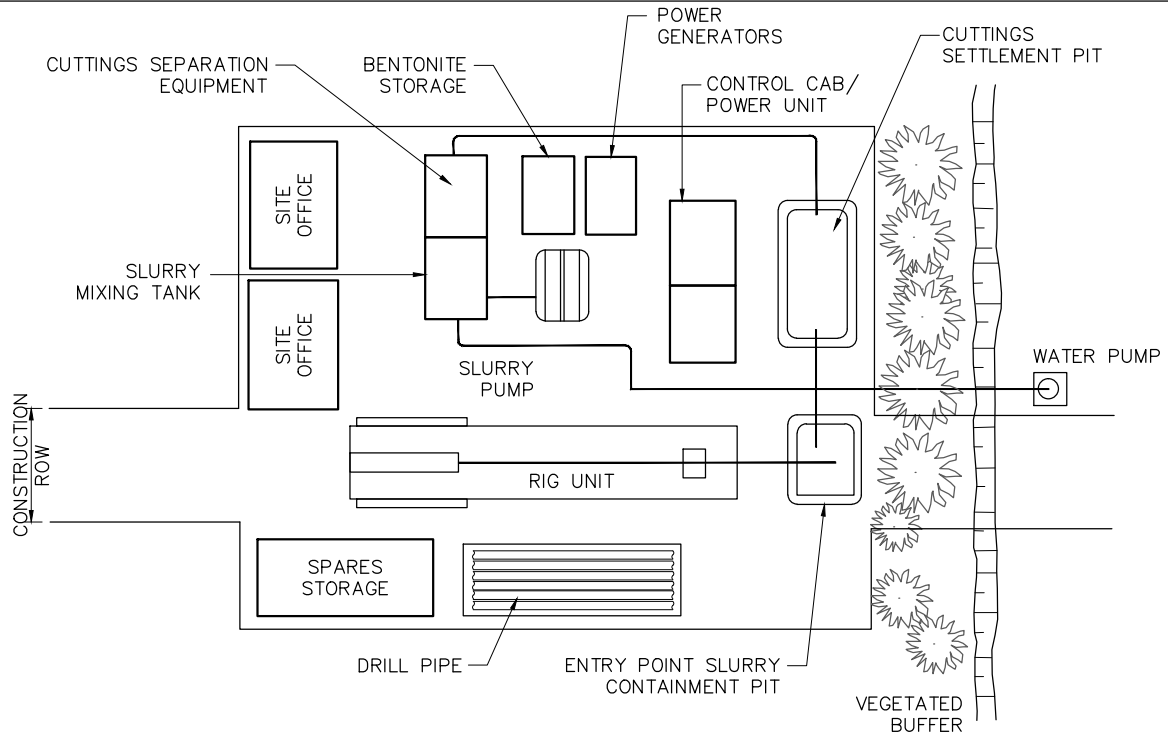 POWER
GENERATORS
CUTTINGS
SETTLEMENT PIT
CUTTINGS SEPARATION
EQUIPMENT
BENTONITE
STORAGE
CONTROL CAB/
POWER UNIT
SITE
OFFICE
SLURRY
MIXING TANK
SITE
OFFICE
SLURRY
PUMP
WATER PUMP
CONSTRUCTION
ROW
RIG UNIT
SPARES
STORAGE
DRILL PIPE
ENTRY POINT SLURRY
CONTAINMENT PIT
VEGETATED
BUFFER